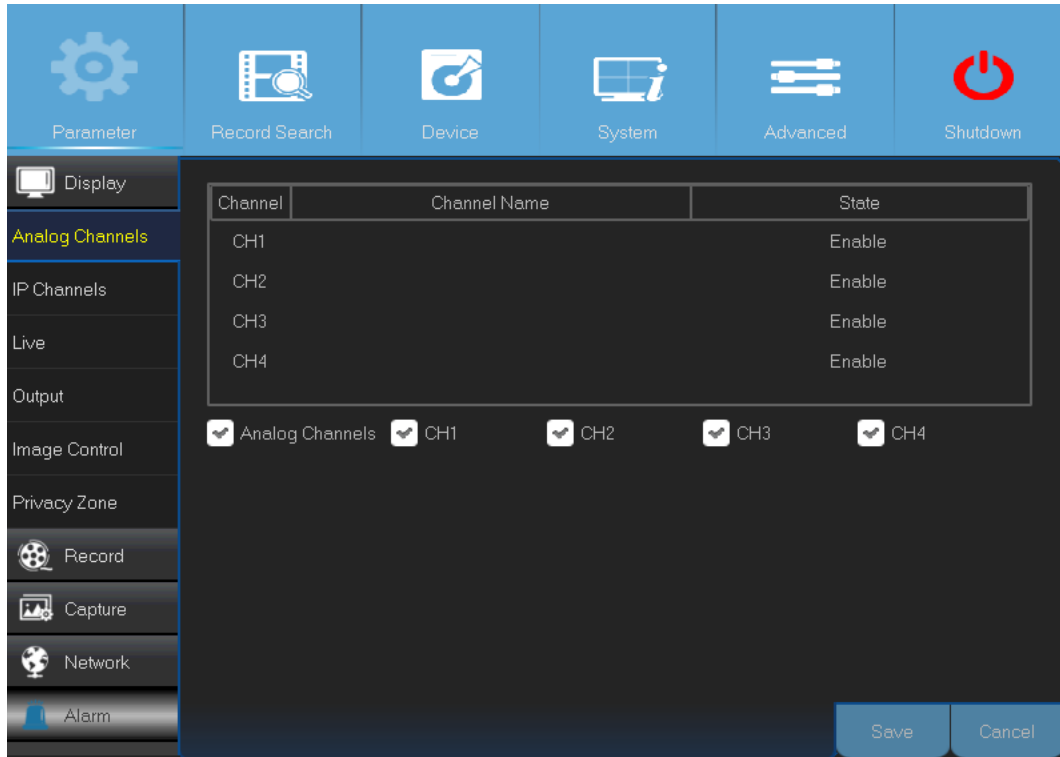 Parameter Record Search Device System Advanced Shutdown
Display
Analog Channels
IP Channels
Live
Output
Image Control
Privacy Zone
Record
Capture
Network
Alarm
Channel Channel Name State
CH1 Enable
CH2 Enable
CH3 Enable
CH4 Enable
Analog Channels CH1 CH2 CH3 CH4
Save Cancel